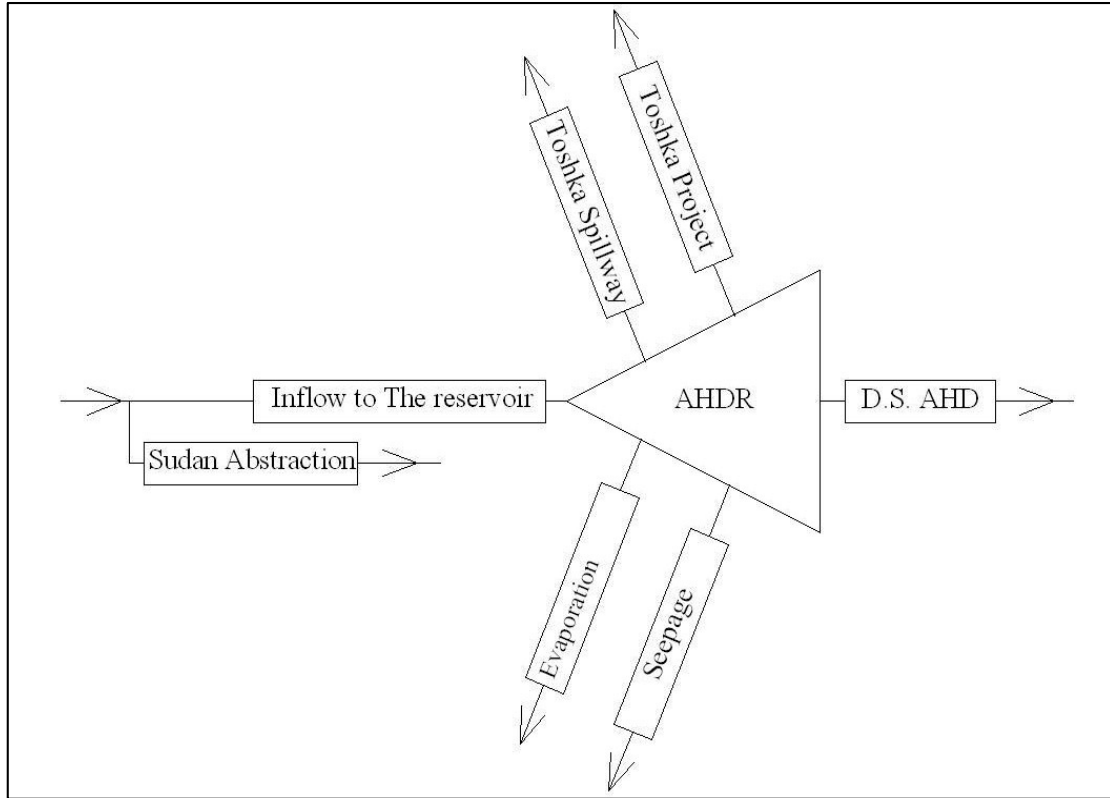 Toshka Project
Toshka Spillway
Inflow to The reservoir
AHDR
D.S. AHD
Sudan Abstraction
Evaporation
Seepage